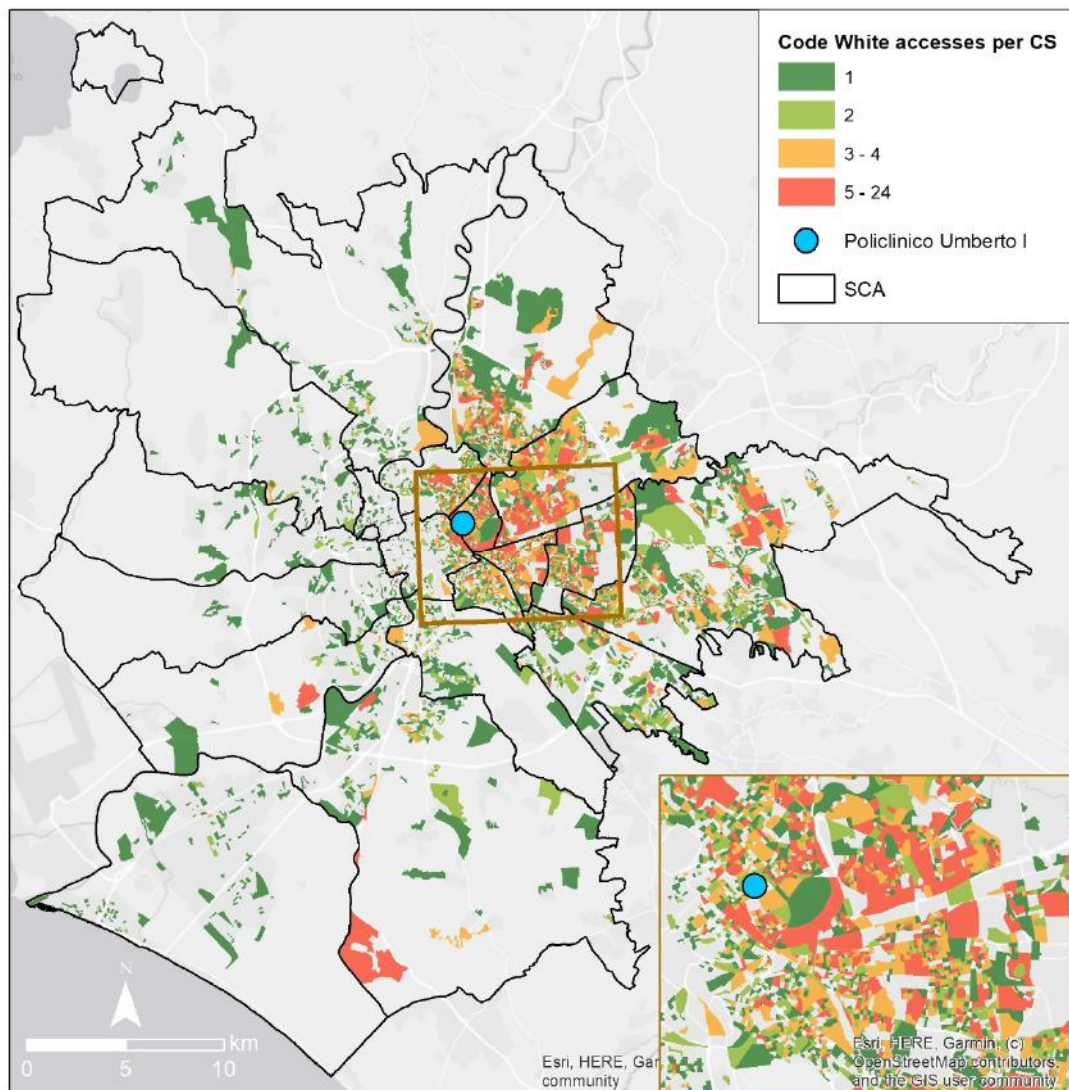 Code White accesses per CS
1
2
3 - 4
5 - 24
Policlinico Umberto I
SCA
N
km
0
5
10
Esri, HERE, Gar
community
Esri, HERE, Garmin, (c)
OpenStreetMap contributors,
and the GIS user community